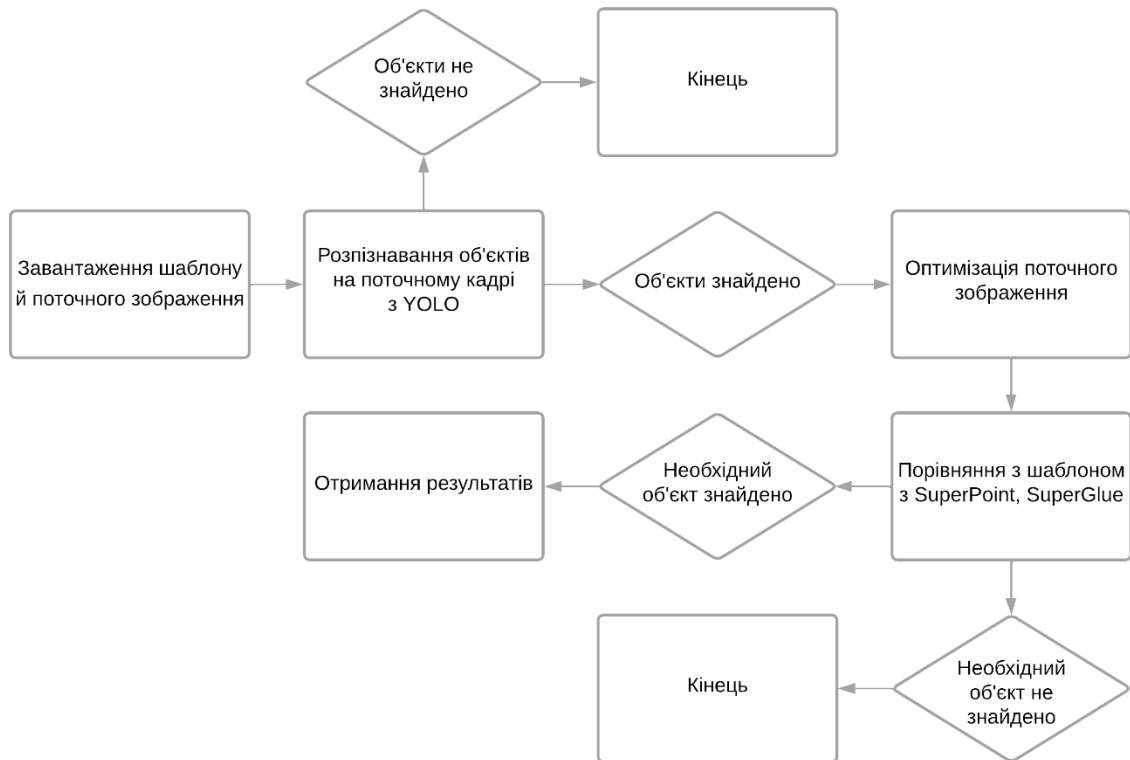 Об'єкти не
знайдено
Кінець
Завантаження шаблону
й поточного зображення
Розпізнавання об'єктів
на поточному кадрі
з YOLO
Об'єкти знайдено
Оптимізація поточного
зображення
Отримання результатів
Необхідний
об'єкт знайдено
Порівняння з шаблоном
з SuperPoint, SuperGlue
Кінець
Необхідний
об'єкт не
знайдено